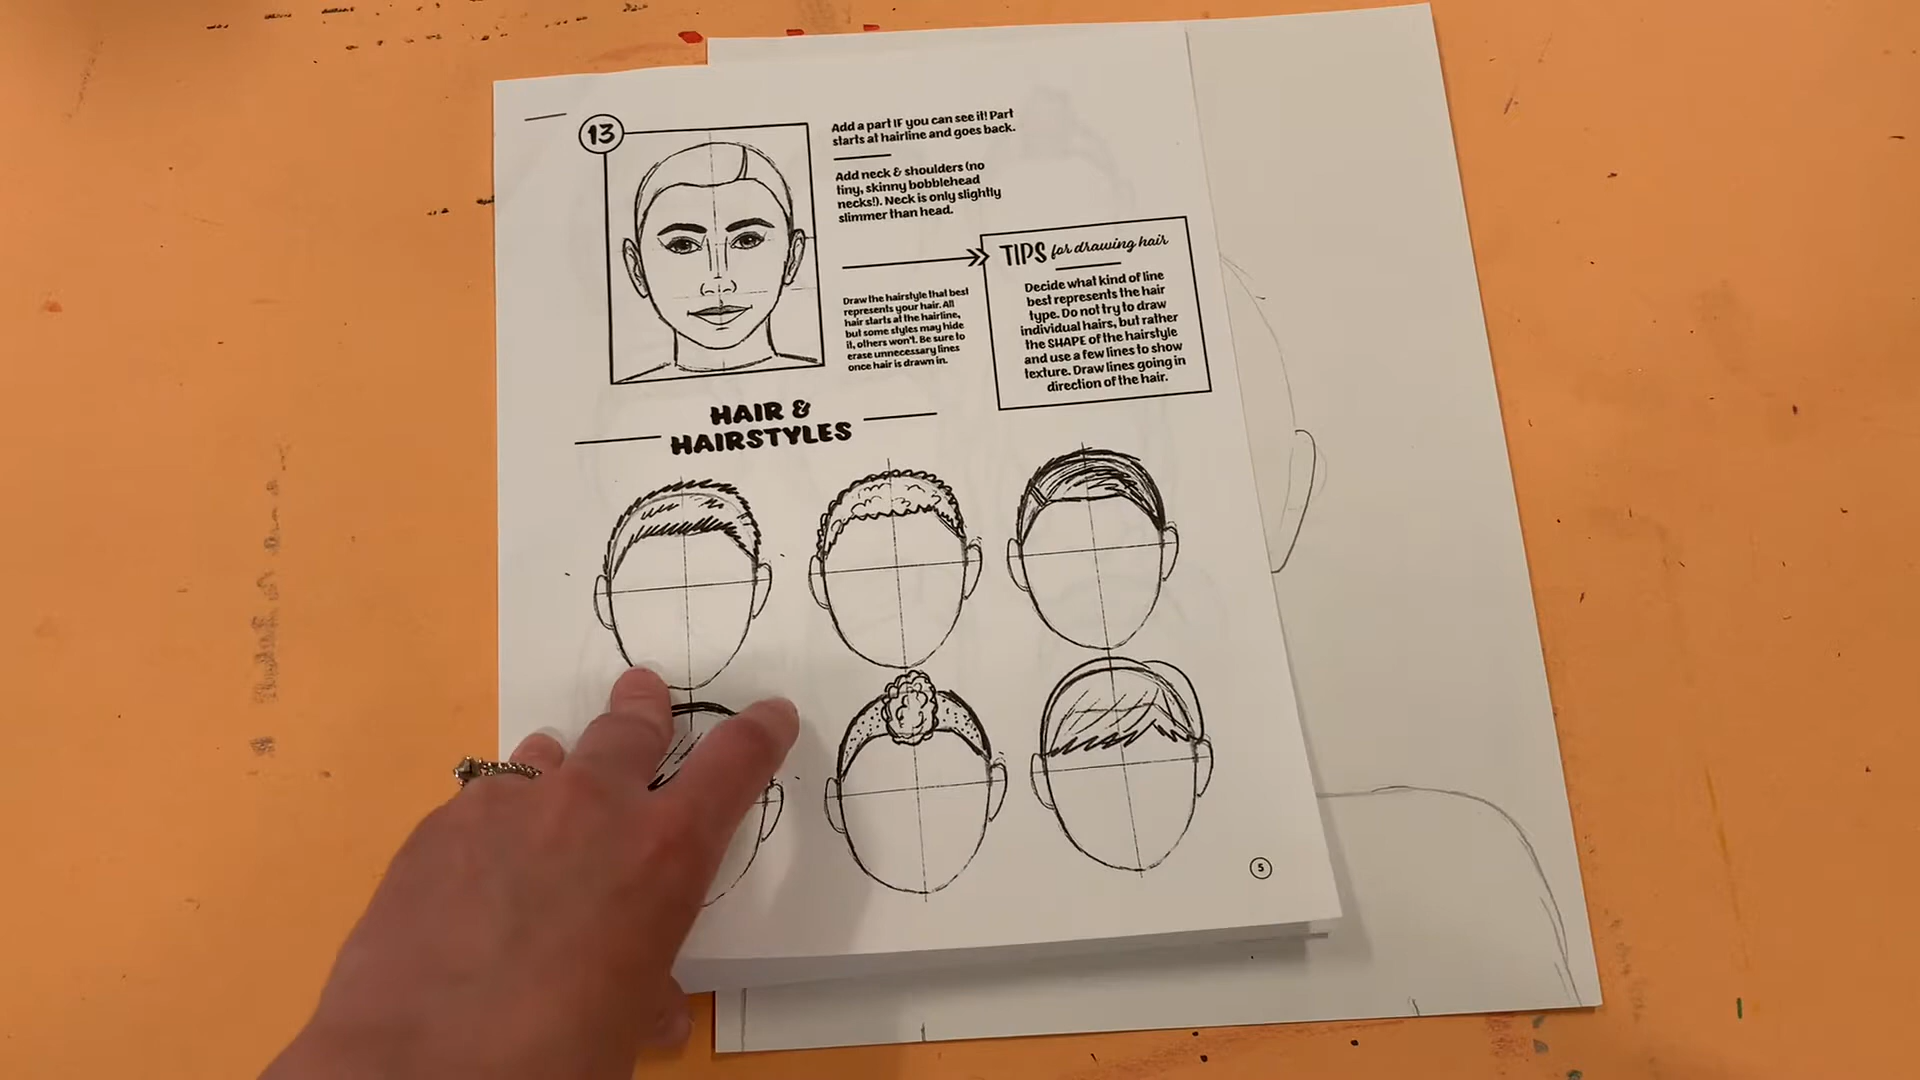 13
Add a part IF you can see it! Part
starts at hairline and goes back.
Add neck & shoulders (no
tiny, skinny bobblehead
necks!). Neck is only slightly
slimmer than head.
Draw the hairstyle that best
represents your hair. All
hair starts at the hairline,
but some styles may hide
it, others won't. Be sure to
erase unnecessary lines
once hair is drawn in.
TIPS for drawing hair
Decide what kind of line
best represents the hair
type. Do not try to draw
individual hairs, but rather
the SHAPE of the hairstyle
and use a few lines to show
texture. Draw lines going in
direction of the hair.
HAIR &
HAIRSTYLES
5